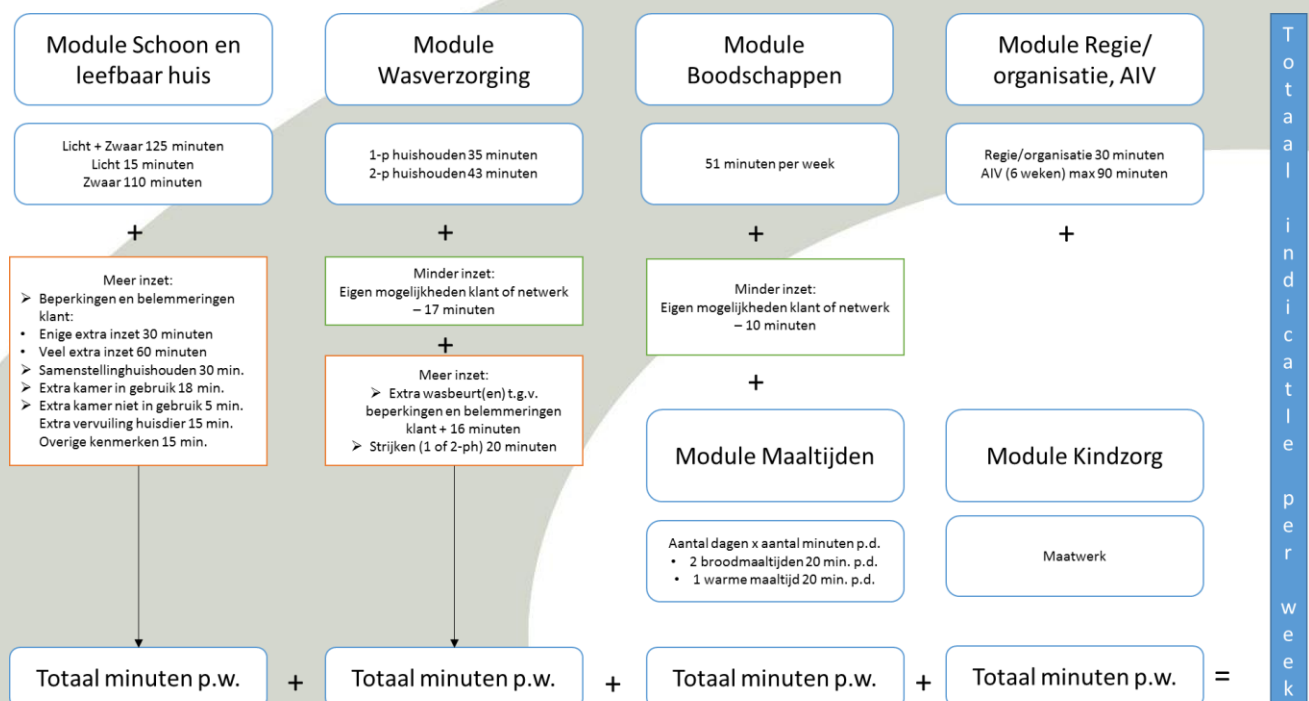 Module Schoon en
leefbaar huis
Licht + Zwaar 125 minuten
Licht 15 minuten
Zwaar 110 minuten
+
Meer inzet:
➢ Beperkingen en belemmeringen
klant:
• Enige extra inzet 30 minuten
• Veel extra inzet 60 minuten
➢ Samenstellinghuishouden 30 min.
➢ Extra kamer in gebruik 18 min.
➢ Extra kamer niet in gebruik 5 min.
Extra vervuiling huisdier 15 min.
Overige kenmerken 15 min.
Totaal minuten p.w.
+
Module
Wasverzorging
1-p huishouden 35 minuten
2-p huishouden 43 minuten
+
Minder inzet:
Eigen mogelijkheden klant of netwerk
– 17 minuten
+
Meer inzet:
➢ Extra wasbeurt(en) t.g.v.
beperkingen en belemmeringen
klant + 16 minuten
➢ Strijken (1 of 2-ph) 20 minuten
Totaal minuten p.w.
+
Module
Boodschappen
51 minuten per week
+
Minder inzet:
Eigen mogelijkheden klant of netwerk
– 10 minuten
+
Module Maaltijden
Aantal dagen x aantal minuten p.d.
• 2 broodmaaltijden 20 min. p.d.
• 1 warme maaltijd 20 min. p.d.
Totaal minuten p.w.
+
Module Regie/
organisatie, AIV
Regie/organisatie 30 minuten
AIV (6 weken) max 90 minuten
+
Module Kindzorg
Maatwerk
Totaal minuten p.w.
=
Totaal indicatIe per week